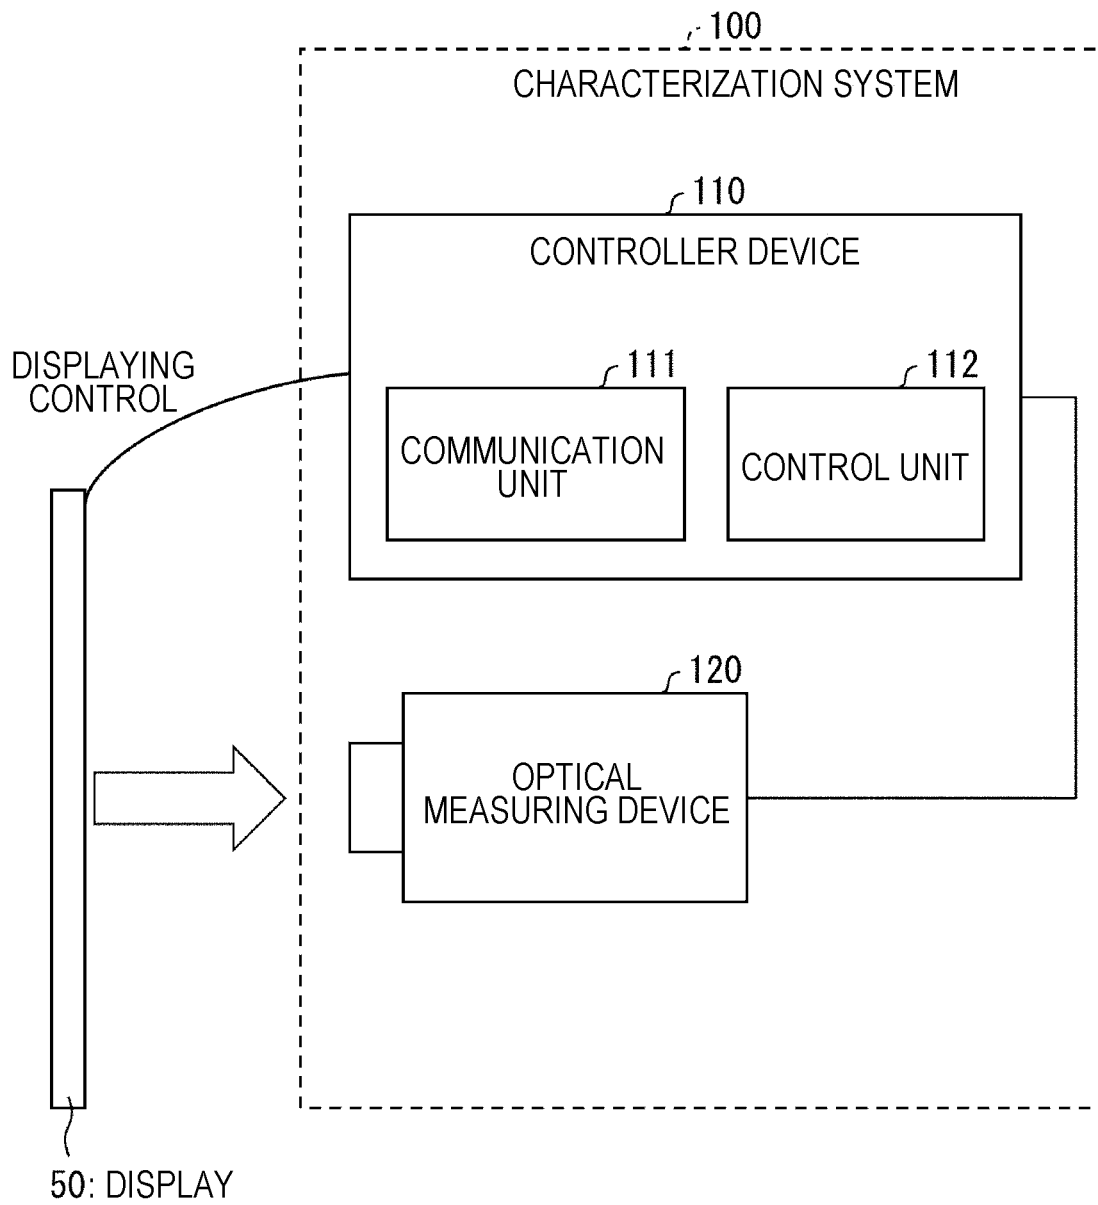 100
CHARACTERIZATION SYSTEM
110
CONTROLLER DEVICE
DISPLAYING
CONTROL
111
112
COMMUNICATION
UNIT
CONTROL UNIT
120
OPTICAL
MEASURING DEVICE
50: DISPLAY